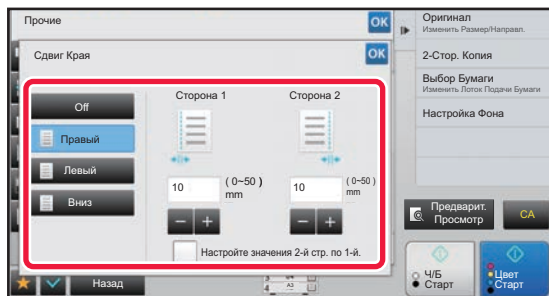 Прочие
OK
Сдвиг Края
OK
Off
Правый
Левый
Вниз
Сторона 1
Сторона 2
10
(0~50)
mm
10
(0~50)
mm
Настройте значения 2-й стр. по 1-й.
Назад
A3
Оригинал
Изменить Размер/Направл.
2-Стор. Копия
Выбор Бумаги
Изменить Лоток Подачи Бумаги
Настройка Фона
Предварит.
Просмотр
CA
Ч/Б
Старт
Цвет
Старт